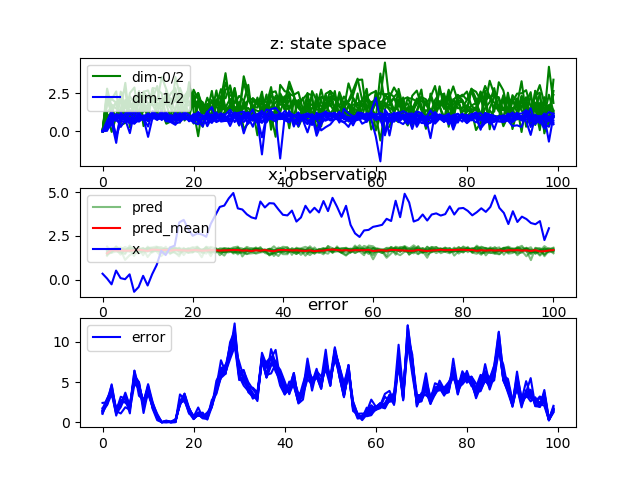 z: state space
dim-0/2
dim-1/2
2.5
0.0
0 20 40 60 80 100
x: observation
pred
pred_mean
x
5.0
2.5
0.0
0 20 40 60 80 100
error
error
10
5
0
0 20 40 60 80 100